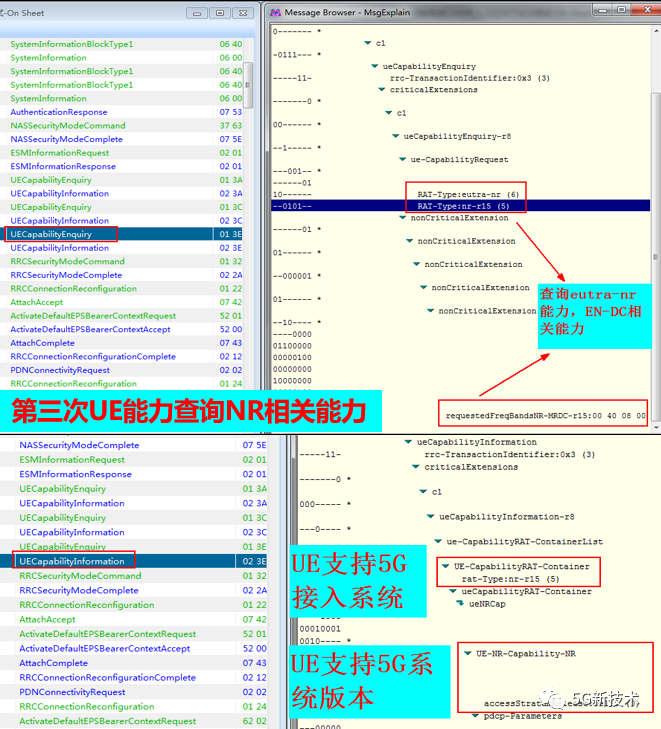 -On Sheet
SystemInformationBlockType1 06 40
SystemInformation 06 00
SystemInformationBlockType1 06 40
SystemInformationBlockType1 06 40
SystemInformation 06 00
AuthenticationResponse 07 53
NASSecurityModeCommand 37 63
NASSecurityModeComplete 07 5E
ESMInformationRequest 02 01
ESMInformationResponse 02 01
UECapabilityEnquiry 01 3A
UECapabilityInformation 02 3A
UECapabilityEnquiry 01 3C
UECapabilityInformation 02 3C
UECapabilityEnquiry 01 3E
UECapabilityInformation 02 3E
RRCSecurityModeCommand 01 32
RRCSecurityModeComplete 02 2A
RRCConnectionReconfiguration 01 22
AttachAccept 07 42
ActivateDefaultEPSBearerContextRequest 52 01
ActivateDefaultEPSBearerContextAccept 52 00
AttachComplete 07 43
RRCConnectionReconfigurationComplete 02 12
PDNConnectivityRequest 02 02
RRCConnectionReconfiguration 01 24
Message Browser - MsgExplain
0------- *
-0111--- * c1
ueCapabilityEnquiry
-----11- rrc-TransactionIdentifier:0x3 (3)
criticalExtensions
-------0 *
c1
00------ *
ueCapabilityEnquiry-r8
--1----- *
ue-CapabilityRequest
---001-- *
------01
10------ RAT-Type:eutra-nr (6)
--0101-- RAT-Type:nr-r15 (5)
nonCriticalExtension
------01 *
nonCriticalExtension
01------ *
nonCriticalExtension
--000001 *
nonCriticalExtension
01------ *
nonCriticalExtension
--10---- *
----0000
01100000
00000100
00000000
10000000
requestedFreqBandsNR-MRDC-r15:00 40 08 00
查询eutra-nr
能力，EN-DC相
关能力
第三次UE能力查询NR相关能力
NASSecurityModeComplete 07 5E
ESMInformationRequest 02 01
ESMInformationResponse 02 01
UECapabilityEnquiry 01 3A
UECapabilityInformation 02 3A
UECapabilityEnquiry 01 3C
UECapabilityInformation 02 3C
UECapabilityEnquiry 01 3E
UECapabilityInformation 02 3E
RRCSecurityModeCommand 01 32
RRCSecurityModeComplete 02 2A
RRCConnectionReconfiguration 01 22
AttachAccept 07 42
ActivateDefaultEPSBearerContextRequest 52 01
ActivateDefaultEPSBearerContextAccept 52 00
AttachComplete 07 43
RRCConnectionReconfigurationComplete 02 12
PDNConnectivityRequest 02 02
RRCConnectionReconfiguration 01 24
ActivateDefaultEPSBearerContextRequest 62 02
ueCapabilityInformation
-----11- rrc-TransactionIdentifier:0x3 (3)
criticalExtensions
-------0 *
c1
000----- *
ueCapabilityInformation-r8
---0---- *
ue-CapabilityRAT-ContainerList
UE-CapabilityRAT-Container
rat-Type:nr-r15 (5)
ueCapabilityRAT-Container
ueNRCap
00010001
0010---- *
UE-NR-Capability-NR
accessStratum
pdcp-Parameters
---00000
UE支持5G
接入系统
UE支持5G系
统版本
5G新技术